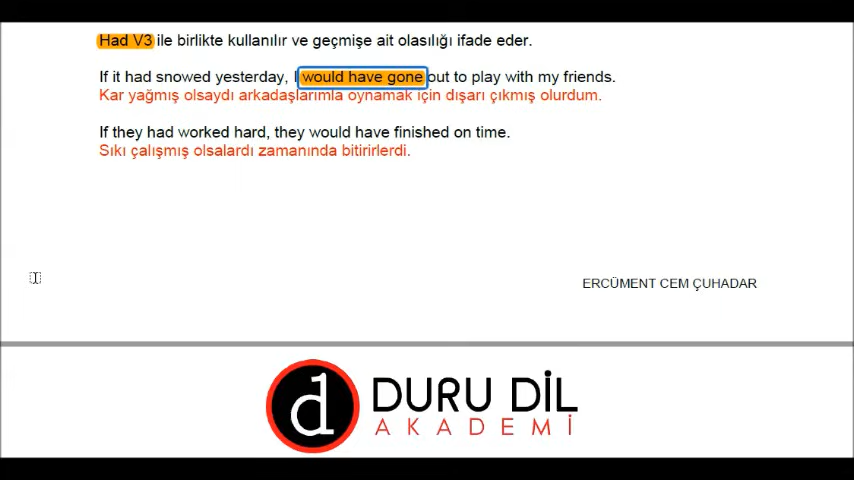 Had V3 ile birlikte kullanılır ve geçmişe ait olasılığı ifade eder.
If it had snowed yesterday, I would have gone out to play with my friends.
Kar yağmış olsaydı arkadaşlarımla oynamak için dışarı çıkmış olurdum.
If they had worked hard, they would have finished on time.
Sıkı çalışmış olsalardı zamanında bitirirlerdi.
ERCÜMENT CEM ÇUHADAR
d
DURU DİL
AKADEMİ